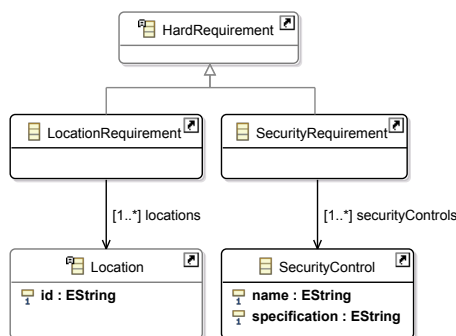 HardRequirement
LocationRequirement
SecurityRequirement
[1..*] locations
[1..*] securityControls
Location
SecurityControl
id : EString
name : EString
specification : EString